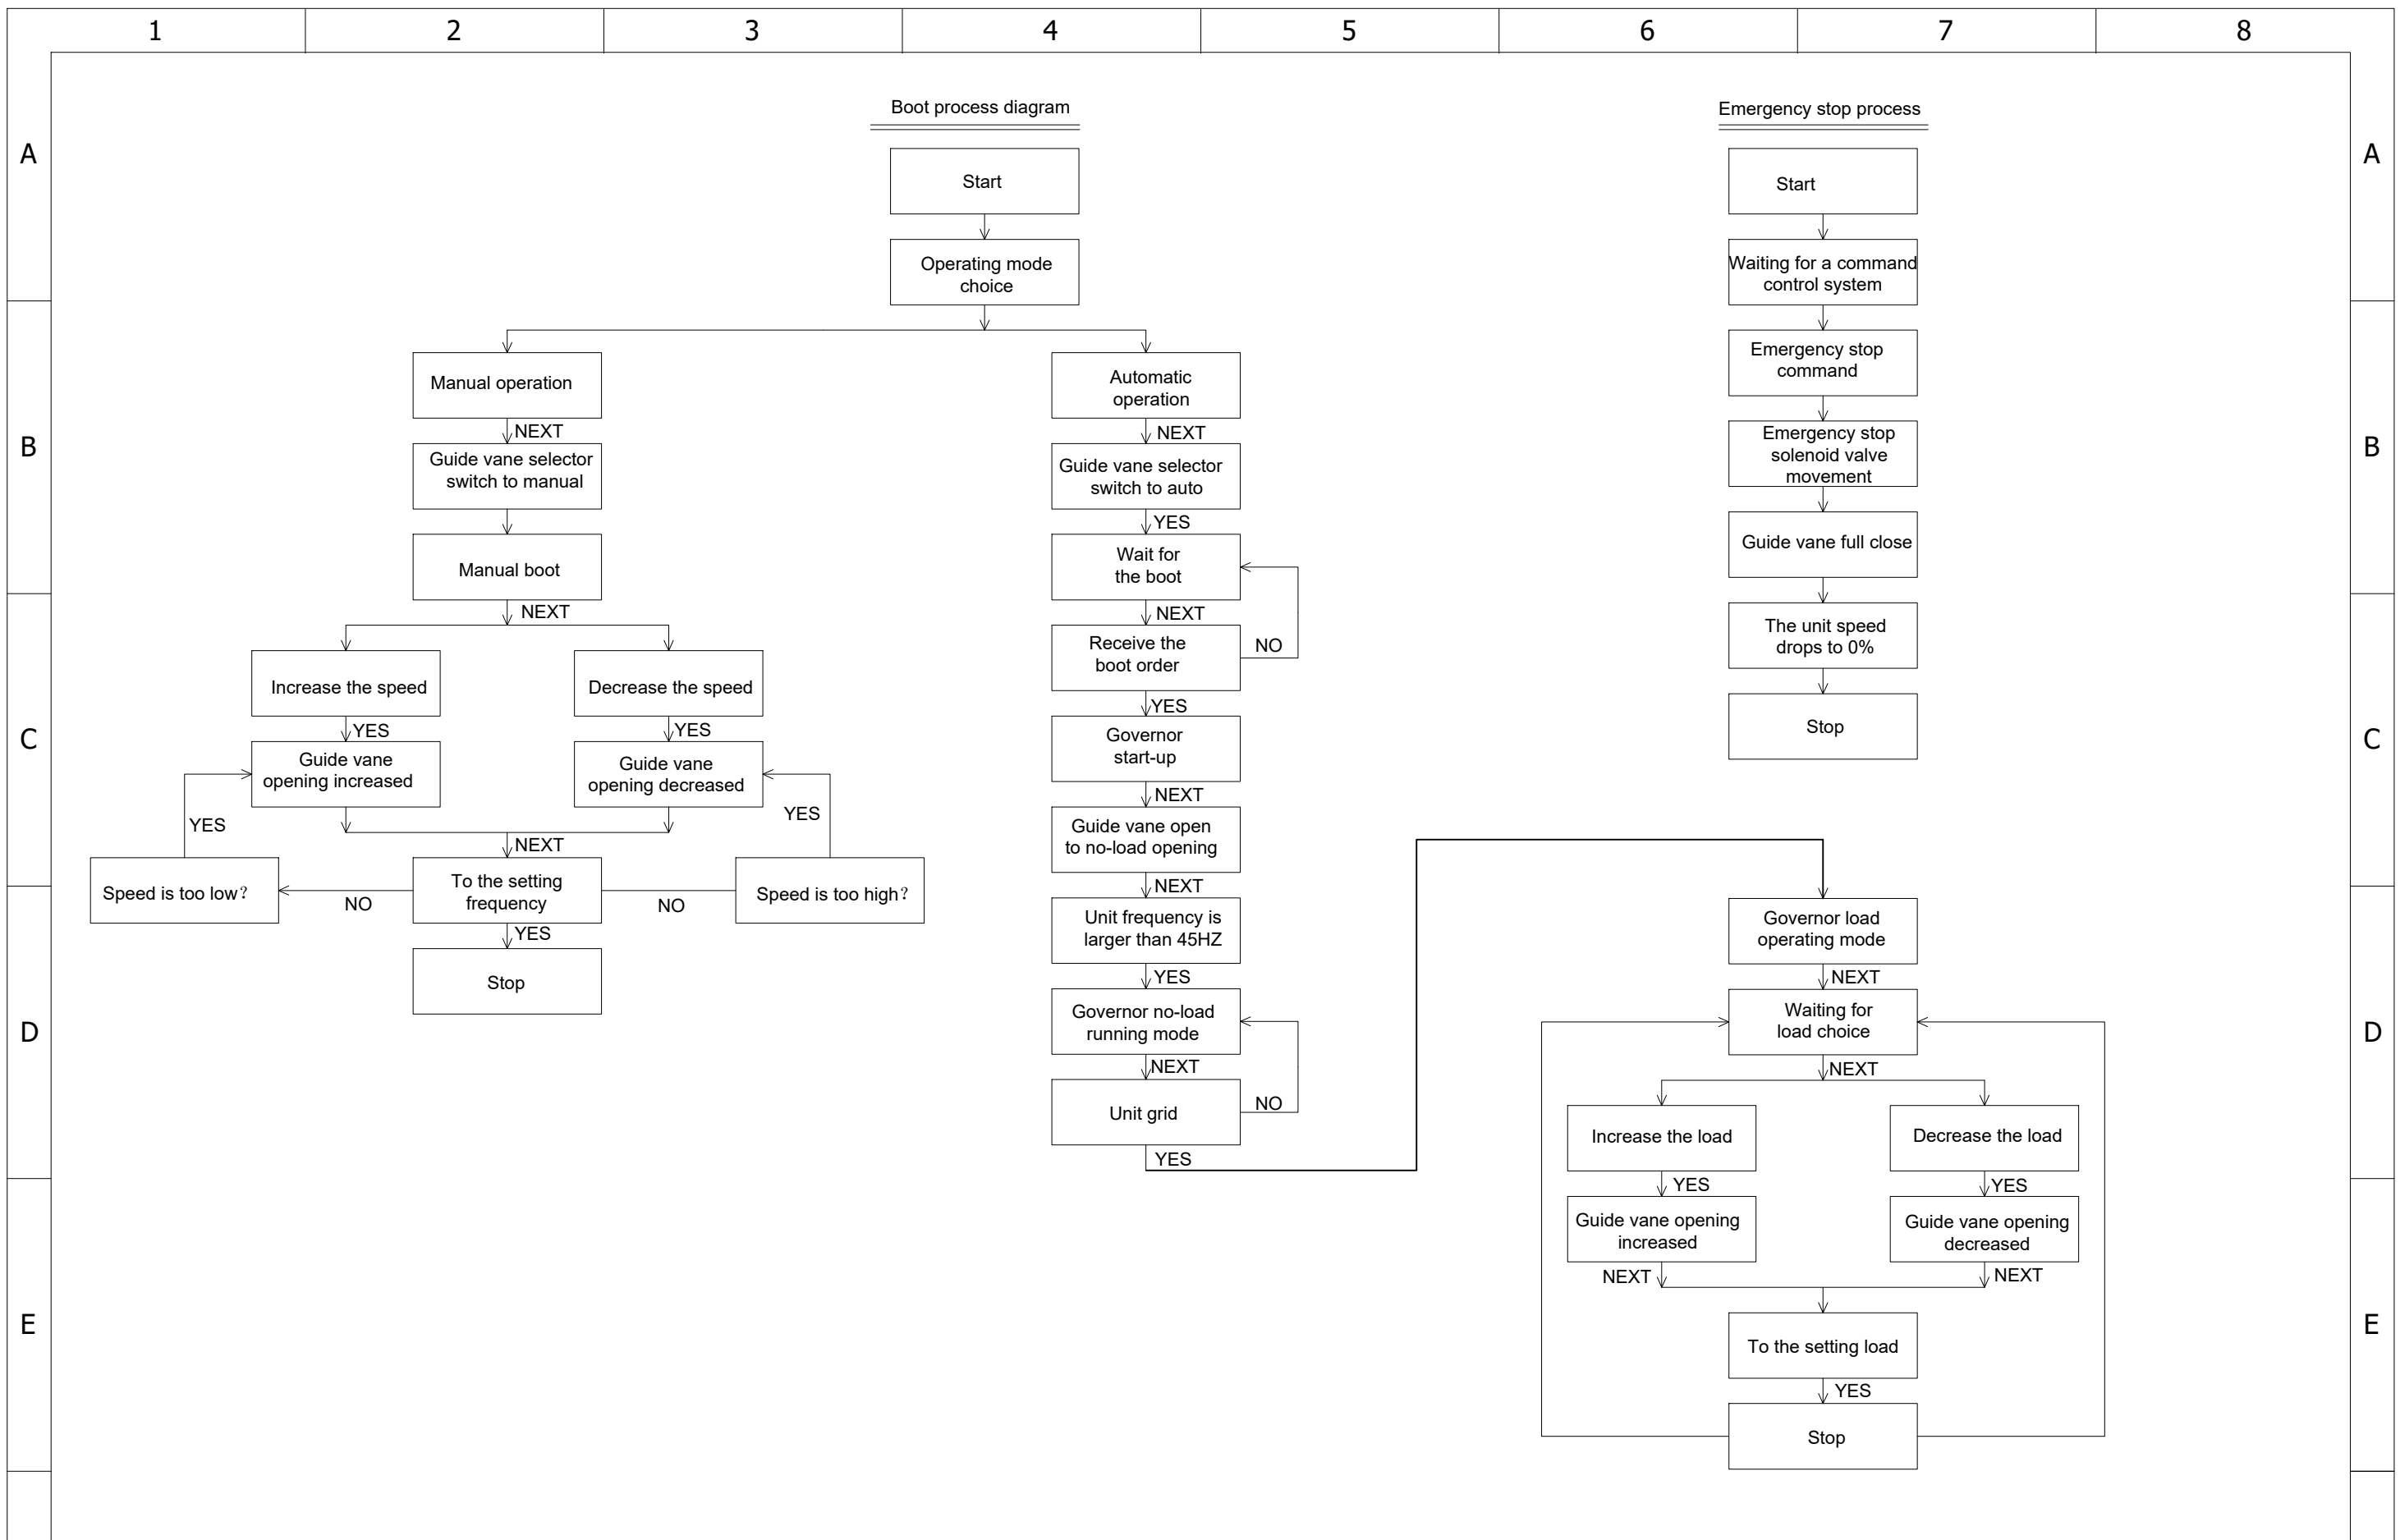 1 2 3 4 5 6 7 8
A
B
C
D
E
Boot process diagram
Start
Operating mode
choice
Manual operation
NEXT
Guide vane selector
switch to manual
Manual boot
NEXT
Increase the speed
YES
Guide vane
opening increased
Decrease the speed
YES
Guide vane
opening decreased
NEXT
To the setting
frequency
NO
Speed is too low?
YES
NO
Speed is too high?
YES
YES
Stop
Automatic
operation
NEXT
Guide vane selector
switch to auto
YES
Wait for
the boot
NEXT
Receive the
boot order
NO
YES
Governor
start-up
NEXT
Guide vane open
to no-load opening
NEXT
Unit frequency is
larger than 45HZ
YES
Governor no-load
running mode
NEXT
Unit grid
NO
YES
Emergency stop process
Start
Waiting for a command
control system
Emergency stop
command
Emergency stop
solenoid valve
movement
Guide vane full close
The unit speed
drops to 0%
Stop
Governor load
operating mode
NEXT
Waiting for
load choice
NEXT
Increase the load
YES
Guide vane opening
increased
NEXT
Decrease the load
YES
Guide vane opening
decreased
NEXT
To the setting load
YES
Stop
A
B
C
D
E